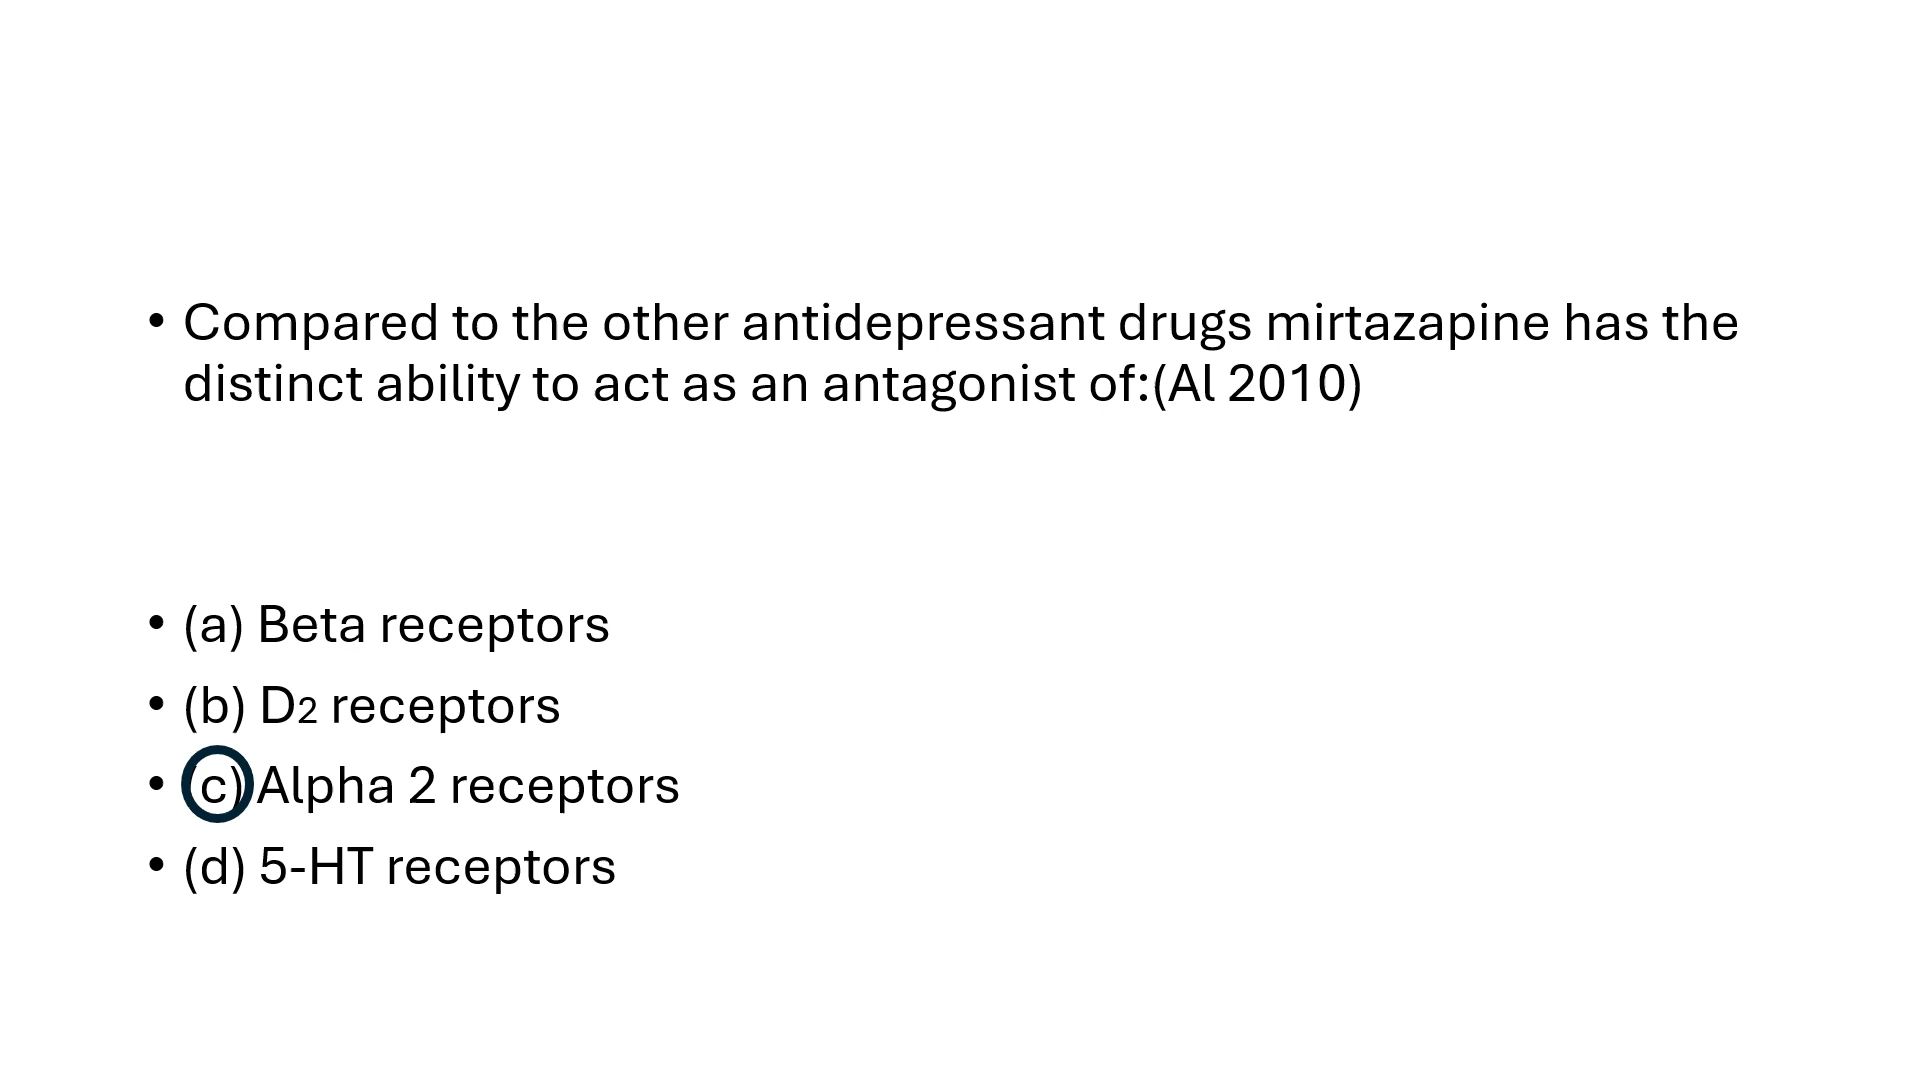 • Compared to the other antidepressant drugs mirtazapine has the
distinct ability to act as an antagonist of:(Al 2010)
• (a) Beta receptors
• (b) D2 receptors
• (c) Alpha 2 receptors
• (d) 5-HT receptors